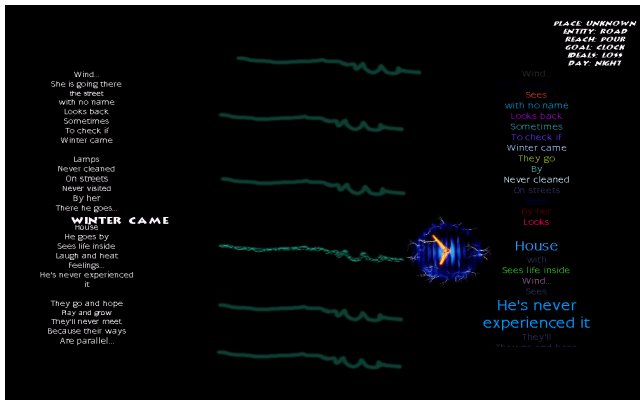 PLACE: UNKNOWN
ENTITY: ROAD
REACH: POUR
GOAL: CLOCK
IDEALS: LOSS
DAY: NIGHT
Wind...
She is going there
the street
with no name
Looks back
Sometimes
To check if
Winter came
Lamps
Never cleaned
On streets
Never visited
By her
There he goes...
WINTER CAME
House
He goes by
Sees life inside
Laugh and heat
Feelings...
He's never experienced
it
They go and hope
Play and grow
They'll never meet
Because their ways
Are parallel...
Wind...
Sees
with no name
Looks back
Sometimes
To check if
Winter came
They go
By
Never cleaned
On streets
By her
Looks
House
with
Sees life inside
Wind...
Sees
He's never
experienced it
They'll
They go and hope